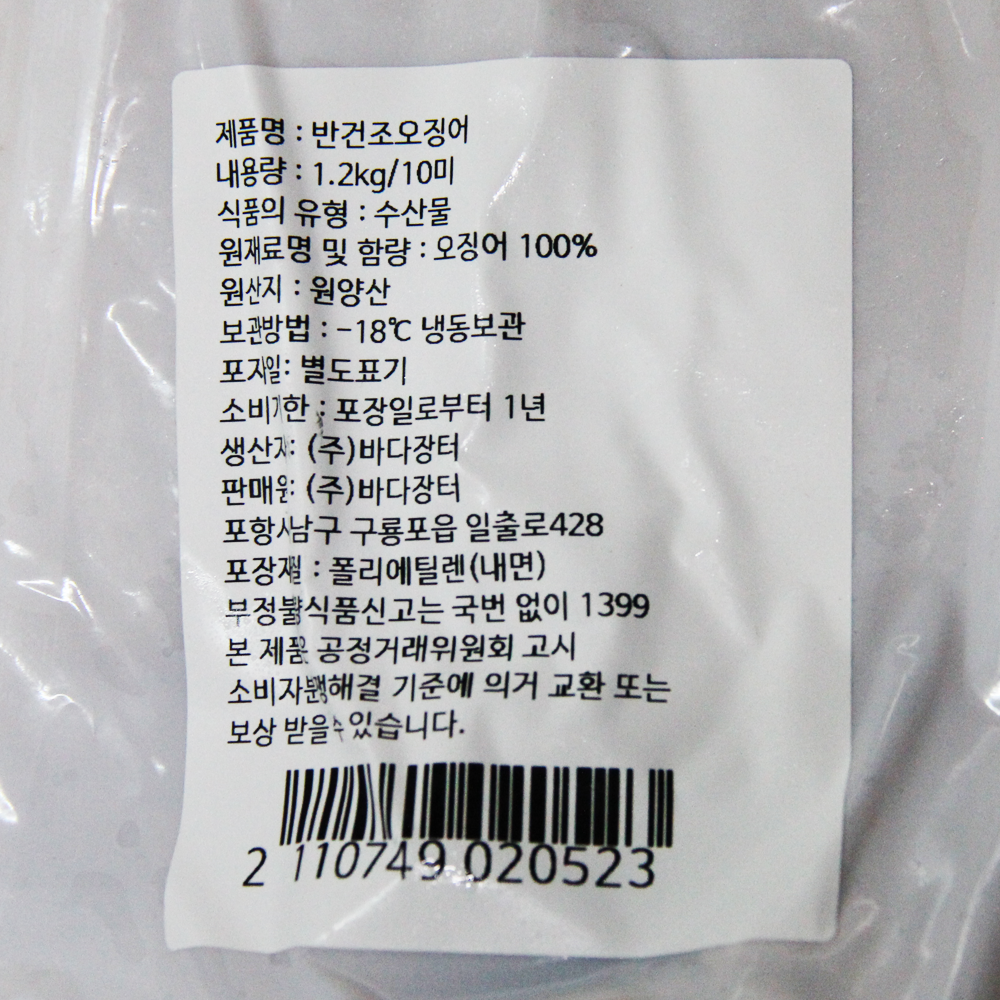 제품명 : 반건조오징어
내용량 : 1.2kg/10미
식품의 유형 : 수산물
원재료명 및 함량 : 오징어 100%
원산지 : 원양산
보관방법 : -18℃ 냉동보관
포장일: 별도표기
소비기한 : 포장일로부터 1년
생산자: (주)바다장터
판매원: (주)바다장터
포항시남구 구룡포읍 일출로428
포장재질 : 폴리에틸렌(내면)
부정불량식품신고는 국번 없이 1399
본 제품은 공정거래위원회 고시
소비자분쟁해결 기준에 의거 교환 또는
보상 받을수있습니다.
2 110749 020523